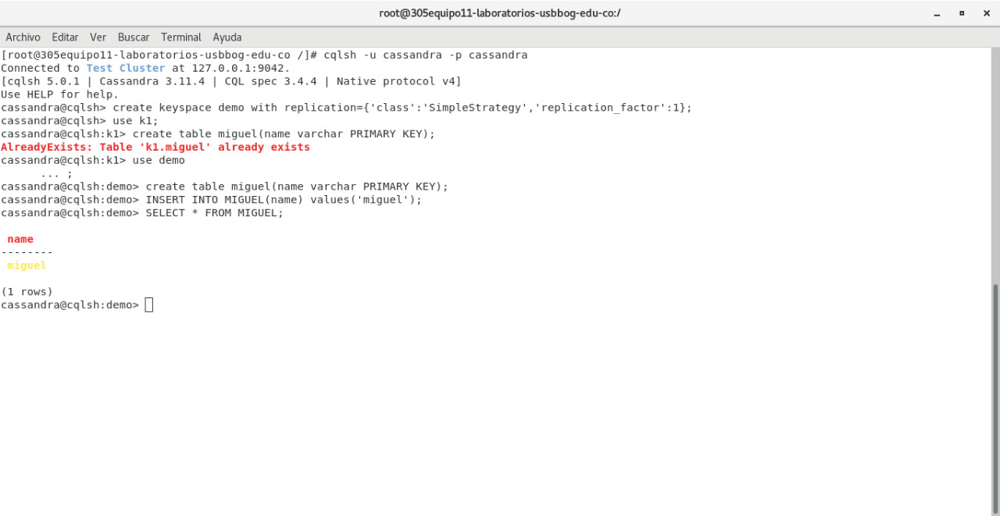 root@305equipo11-laboratorios-usbbog-edu-co:/
Archivo Editar Ver Buscar Terminal Ayuda
[root@305equipo11-laboratorios-usbbog-edu-co /]# cqlsh -u cassandra -p cassandra
Connected to Test Cluster at 127.0.0.1:9042.
[cqlsh 5.0.1 | Cassandra 3.11.4 | CQL spec 3.4.4 | Native protocol v4]
Use HELP for help.
cassandra@cqlsh> create keyspace demo with replication={'class':'SimpleStrategy','replication_factor':1};
cassandra@cqlsh> use k1;
cassandra@cqlsh:k1> create table miguel(name varchar PRIMARY KEY);
AlreadyExists: Table 'k1.miguel' already exists
cassandra@cqlsh:k1> use demo
... ;
cassandra@cqlsh:demo> create table miguel(name varchar PRIMARY KEY);
cassandra@cqlsh:demo> INSERT INTO MIGUEL(name) values('miguel');
cassandra@cqlsh:demo> SELECT * FROM MIGUEL;
name
--------
miguel
(1 rows)
cassandra@cqlsh:demo>